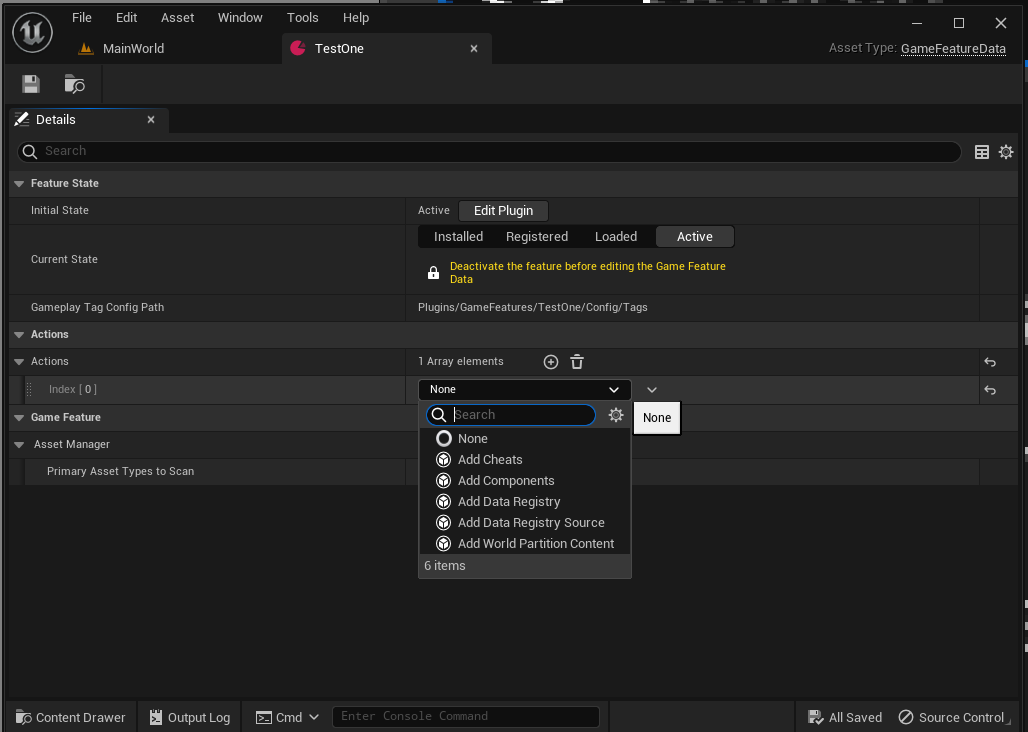 File Edit Asset Window Tools Help
MainWorld
TestOne
Asset Type: GameFeatureData
Details
Search
Feature State
Initial State
Active
Edit Plugin
Current State
Installed Registered Loaded Active
Deactivate the feature before editing the Game Feature
Data
Gameplay Tag Config Path
Plugins/GameFeatures/TestOne/Config/Tags
Actions
Actions
1 Array elements
Index [ 0 ]
None
Search
None
None
Add Cheats
Add Components
Add Data Registry
Add Data Registry Source
Add World Partition Content
6 items
Game Feature
Asset Manager
Primary Asset Types to Scan
Content Drawer
Output Log
Cmd
Enter Console Command
All Saved
Source Control